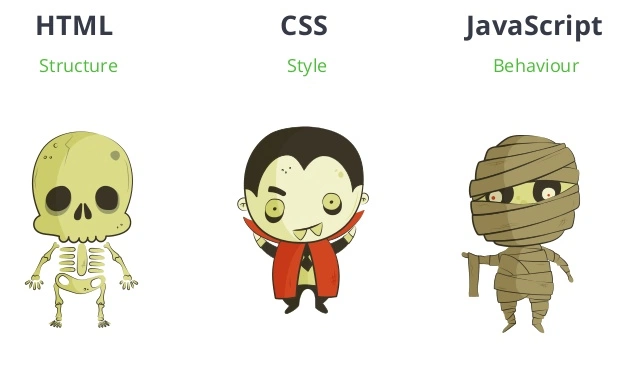 HTML
Structure
CSS
Style
JavaScript
Behaviour